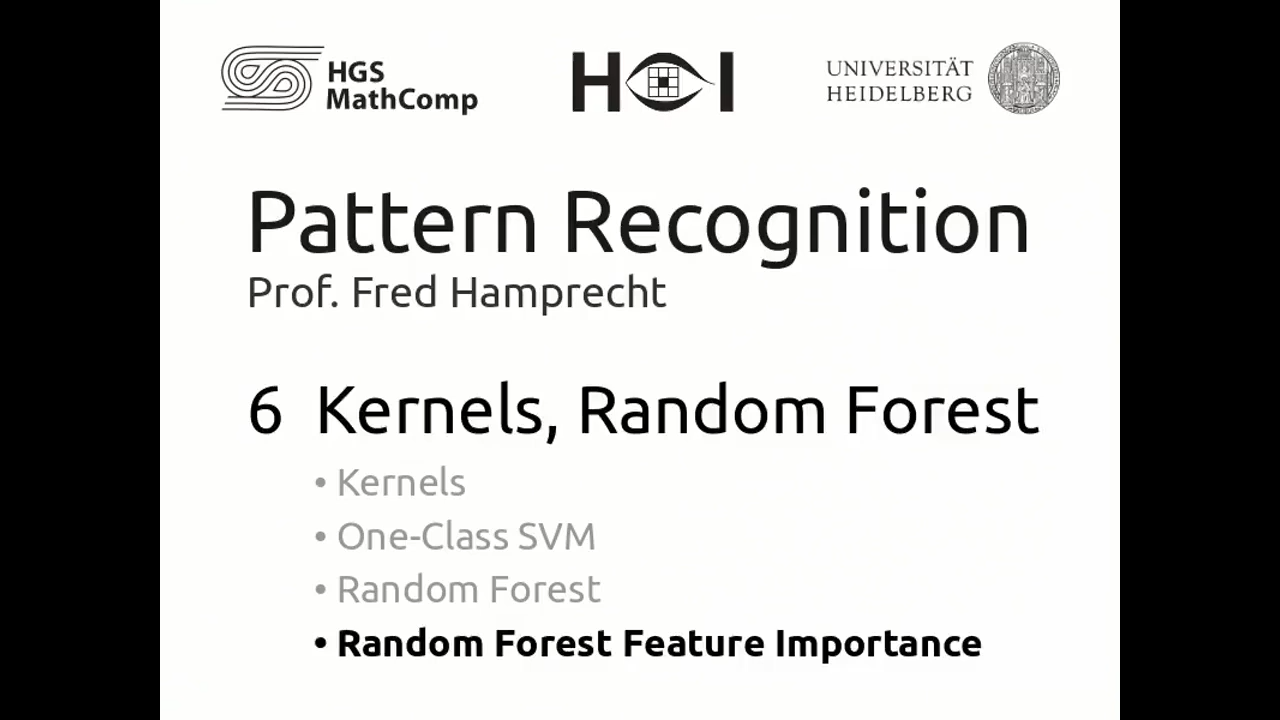 HGS
MathComp
HCI
UNIVERSITÄT
HEIDELBERG
Pattern Recognition
Prof. Fred Hamprecht
6 Kernels, Random Forest
• Kernels
• One-Class SVM
• Random Forest
• Random Forest Feature Importance